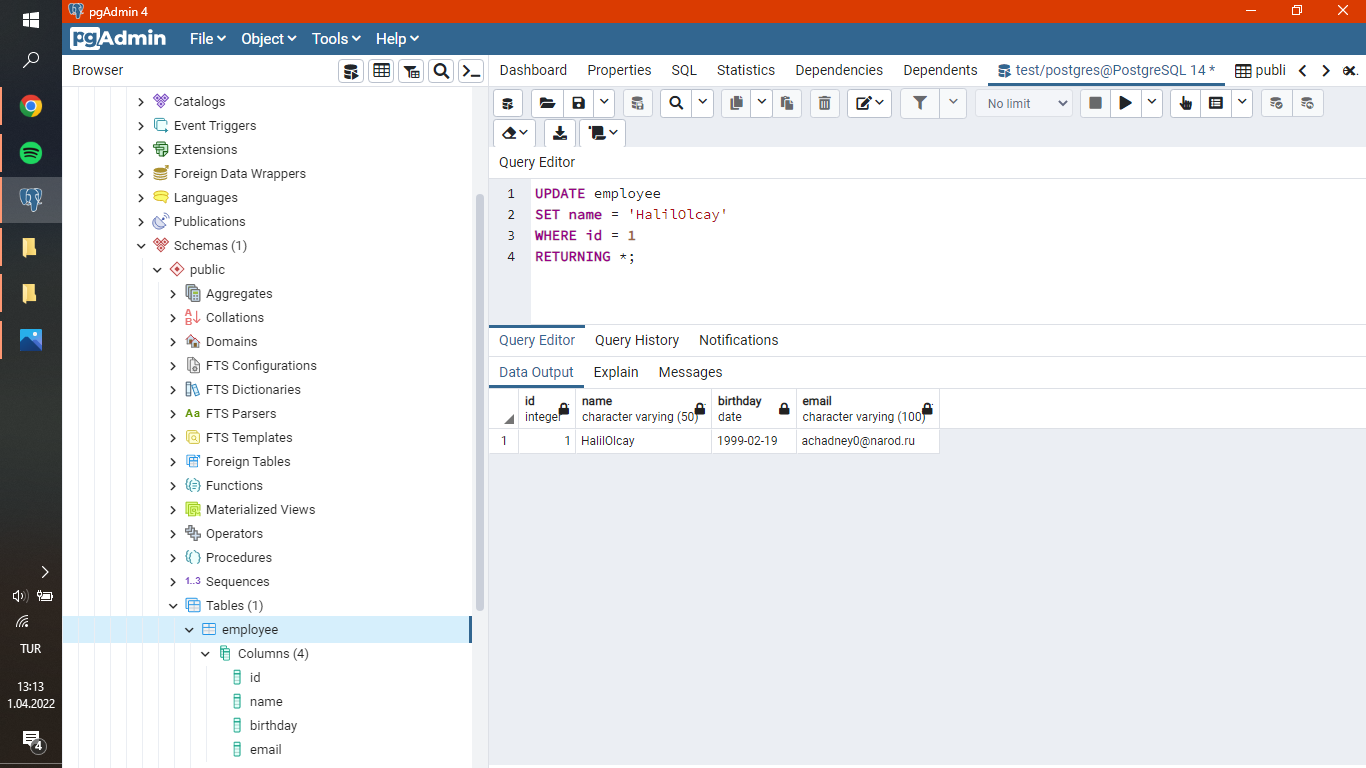 pgAdmin 4
pgAdmin File Object Tools Help
Browser
Dashboard Properties SQL Statistics Dependencies Dependents test/postgres@PostgreSQL 14 * publi
Catalogs
Event Triggers
Extensions
Foreign Data Wrappers
Languages
Publications
Schemas (1)
public
Aggregates
Collations
Domains
FTS Configurations
FTS Dictionaries
Aa FTS Parsers
FTS Templates
Foreign Tables
Functions
Materialized Views
Operators
Procedures
1..3 Sequences
Tables (1)
employee
Columns (4)
id
name
birthday
email
No limit
Query Editor
1 UPDATE employee
2 SET name = 'HalilOlcay'
3 WHERE id = 1
4 RETURNING *;
Query Editor Query History Notifications
Data Output Explain Messages
id name birthday email
integer character varying (50) date character varying (100)
1 1 HalilOlcay 1999-02-19 achadney0@narod.ru
TUR
13:13
1.04.2022
4